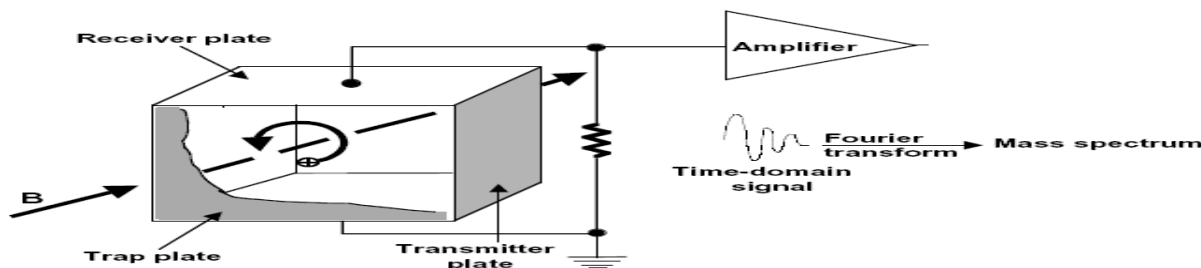 Receiver plate
Amplifier
Fourier
transform
Mass spectrum
Time-domain
signal
B
Trap plate
Transmitter
plate